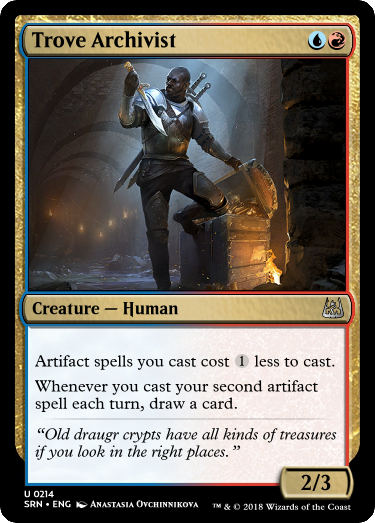 Trove Archivist
Creature — Human
Artifact spells you cast cost 1 less to cast.
Whenever you cast your second artifact
spell each turn, draw a card.
“Old draugr crypts have all kinds of treasures
if you look in the right places.”
2/3
U 0214
SRN • ENG Anastasia Ovchinnikova
™ & © 2018 Wizards of the Coast